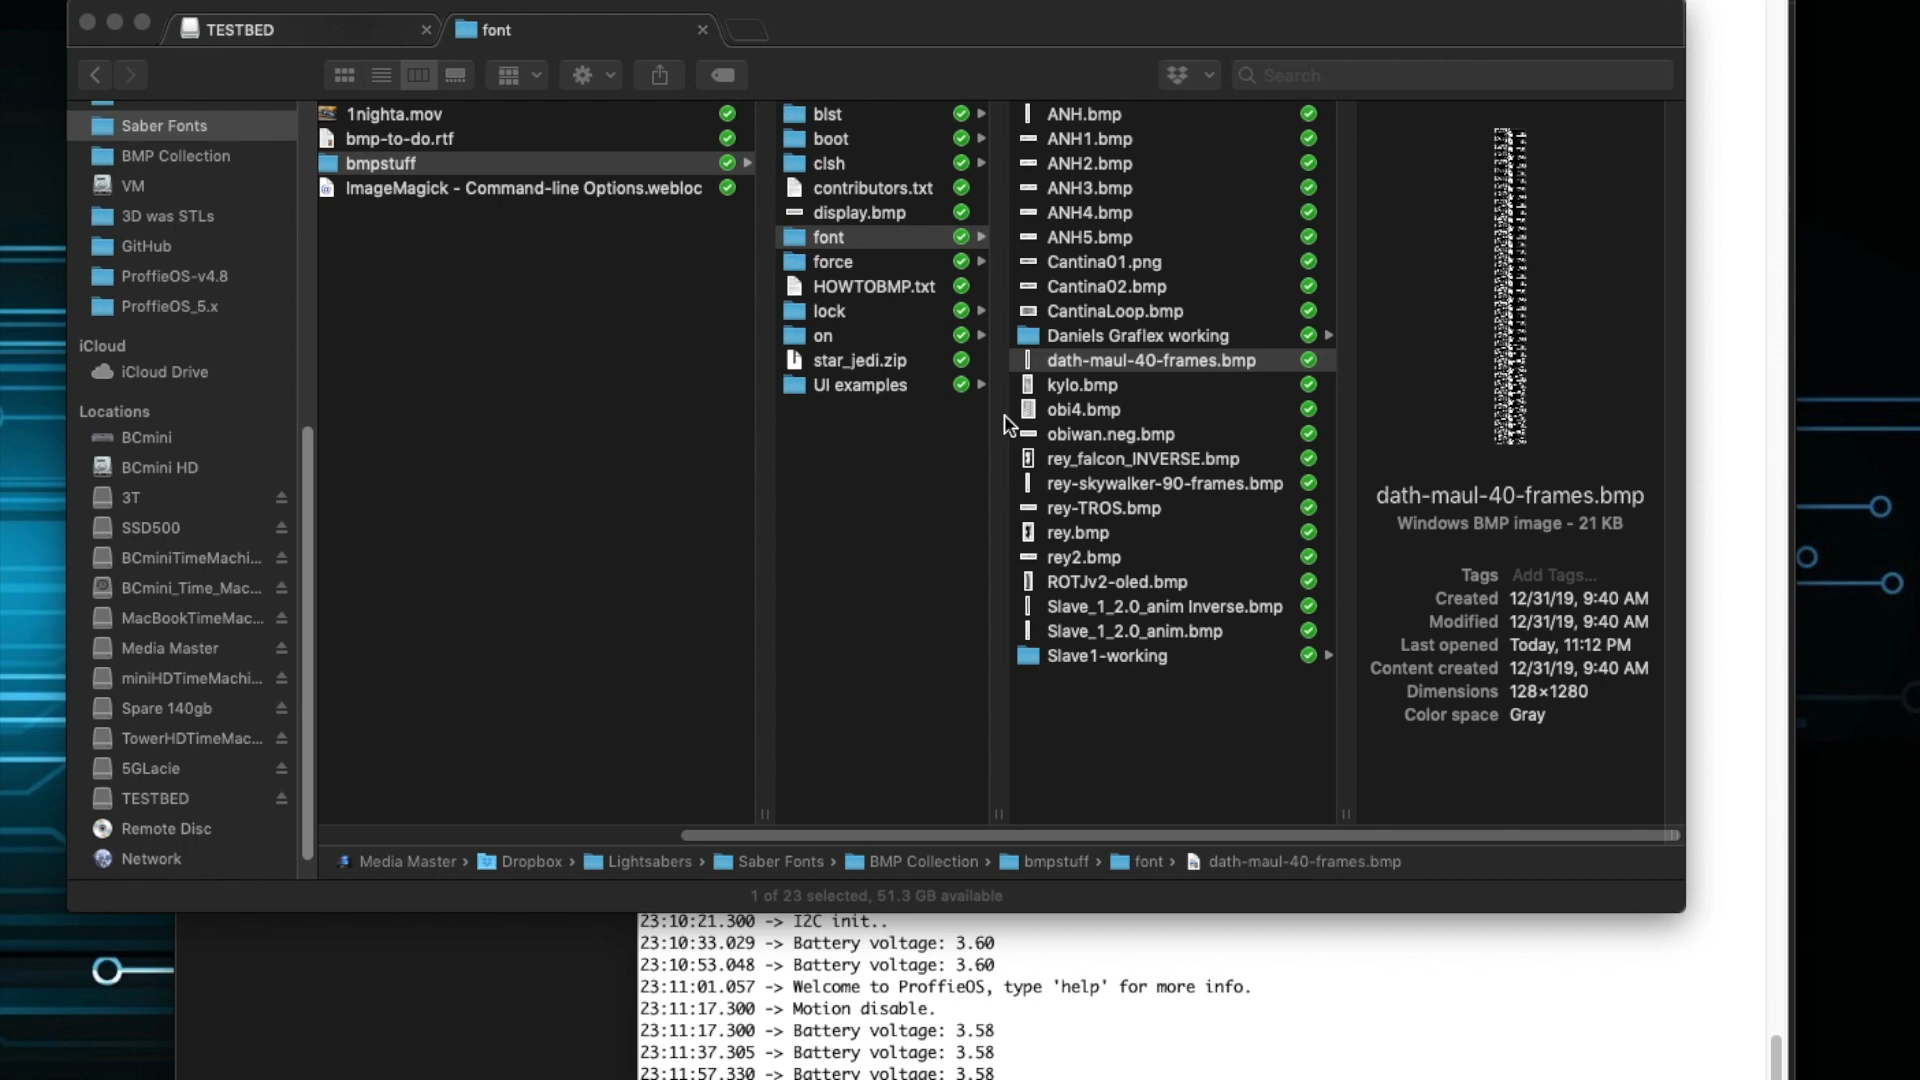 TESTBED
font
Search
Saber Fonts
BMP Collection
VM
3D was STLs
GitHub
ProffieOS-v4.8
ProffieOS_5.x
iCloud
iCloud Drive
Locations
BCmini
BCmini HD
3T
SSD500
BCminiTimeMachi...
BCmini_Time_Mac...
MacBookTimeMac...
Media Master
miniHDTimeMachi...
Spare 140gb
TowerHDTimeMac...
5GLacie
TESTBED
Remote Disc
Network
1nighta.mov
bmp-to-do.rtf
bmpstuff
ImageMagick - Command-line Options.webloc
blst
boot
clsh
contributors.txt
display.bmp
font
force
HOWTOBMP.txt
lock
on
star_jedi.zip
UI examples
ANH.bmp
ANH1.bmp
ANH2.bmp
ANH3.bmp
ANH4.bmp
ANH5.bmp
Cantina01.png
Cantina02.bmp
CantinaLoop.bmp
Daniels Graflex working
dath-maul-40-frames.bmp
kylo.bmp
obi4.bmp
obiwan.neg.bmp
rey_falcon_INVERSE.bmp
rey-skywalker-90-frames.bmp
rey-TROS.bmp
rey.bmp
rey2.bmp
ROTJv2-oled.bmp
Slave_1_2.0_anim Inverse.bmp
Slave_1_2.0_anim.bmp
Slave1-working
dath-maul-40-frames.bmp
Windows BMP image - 21 KB
Tags Add Tags...
Created 12/31/19, 9:40 AM
Modified 12/31/19, 9:40 AM
Last opened Today, 11:12 PM
Content created 12/31/19, 9:40 AM
Dimensions 128×1280
Color space Gray
Media Master › Dropbox › Lightsabers › Saber Fonts › BMP Collection › bmpstuff › font › dath-maul-40-frames.bmp
1 of 23 selected, 51.3 GB available
23:10:21.300 -> I2C init..
23:10:33.029 -> Battery voltage: 3.60
23:10:53.048 -> Battery voltage: 3.60
23:11:01.057 -> Welcome to ProffieOS, type 'help' for more info.
23:11:17.300 -> Motion disable.
23:11:17.300 -> Battery voltage: 3.58
23:11:37.305 -> Battery voltage: 3.58
23:11:57.330 -> Battery voltage: 3.58